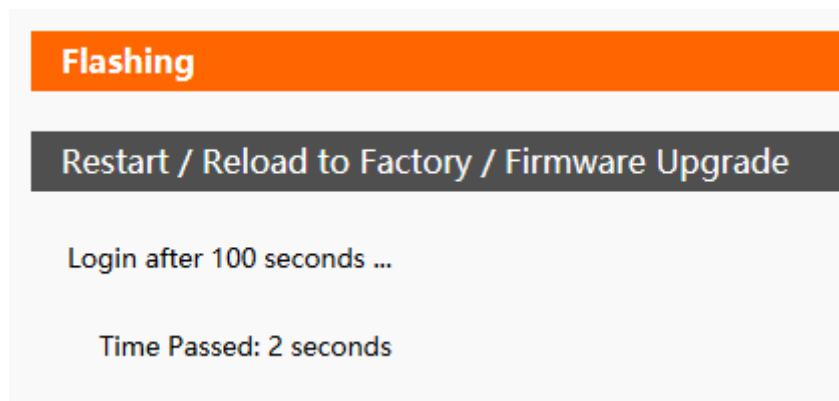 Flashing
Restart / Reload to Factory / Firmware Upgrade
Login after 100 seconds ...
Time Passed: 2 seconds